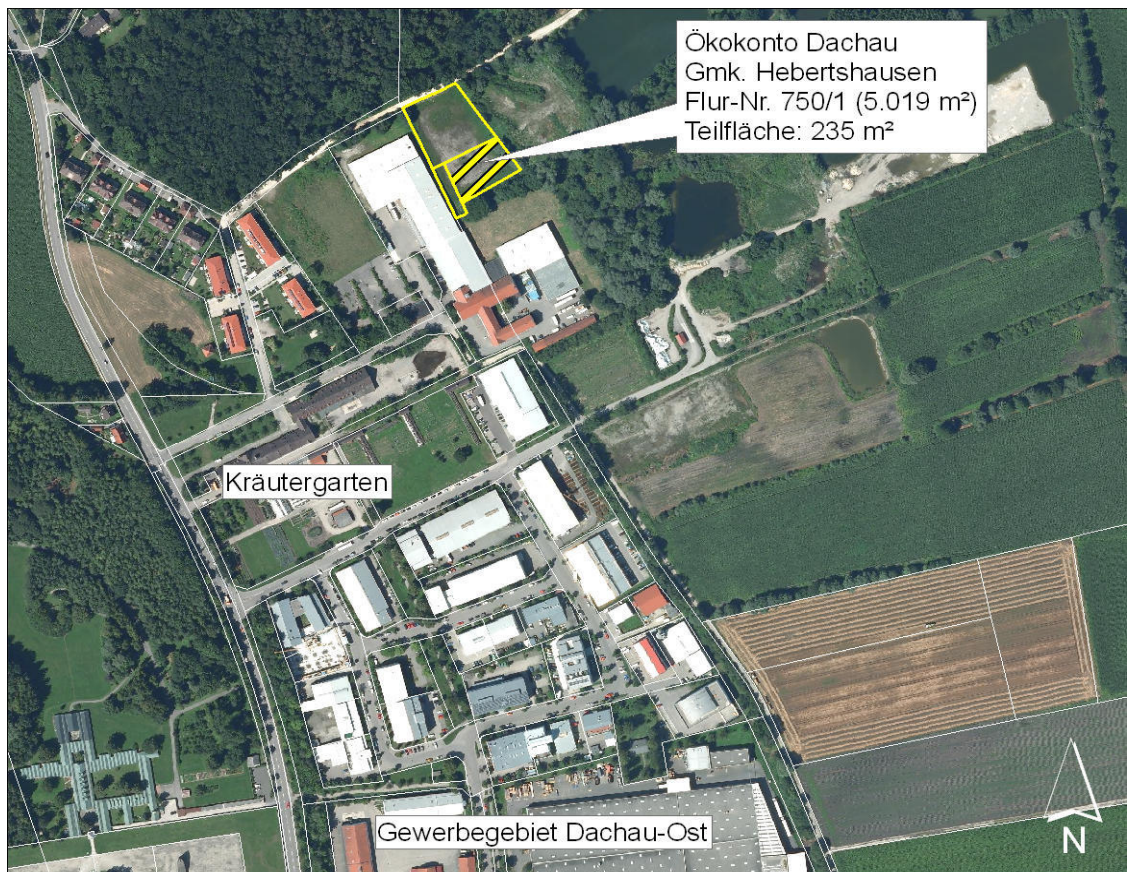 Ökokonto Dachau
Gmk. Hebertshausen
Flur-Nr. 750/1 (5.019 m²)
Teilfläche: 235 m²
Kräutergarten
Gewerbegebiet Dachau-Ost
N